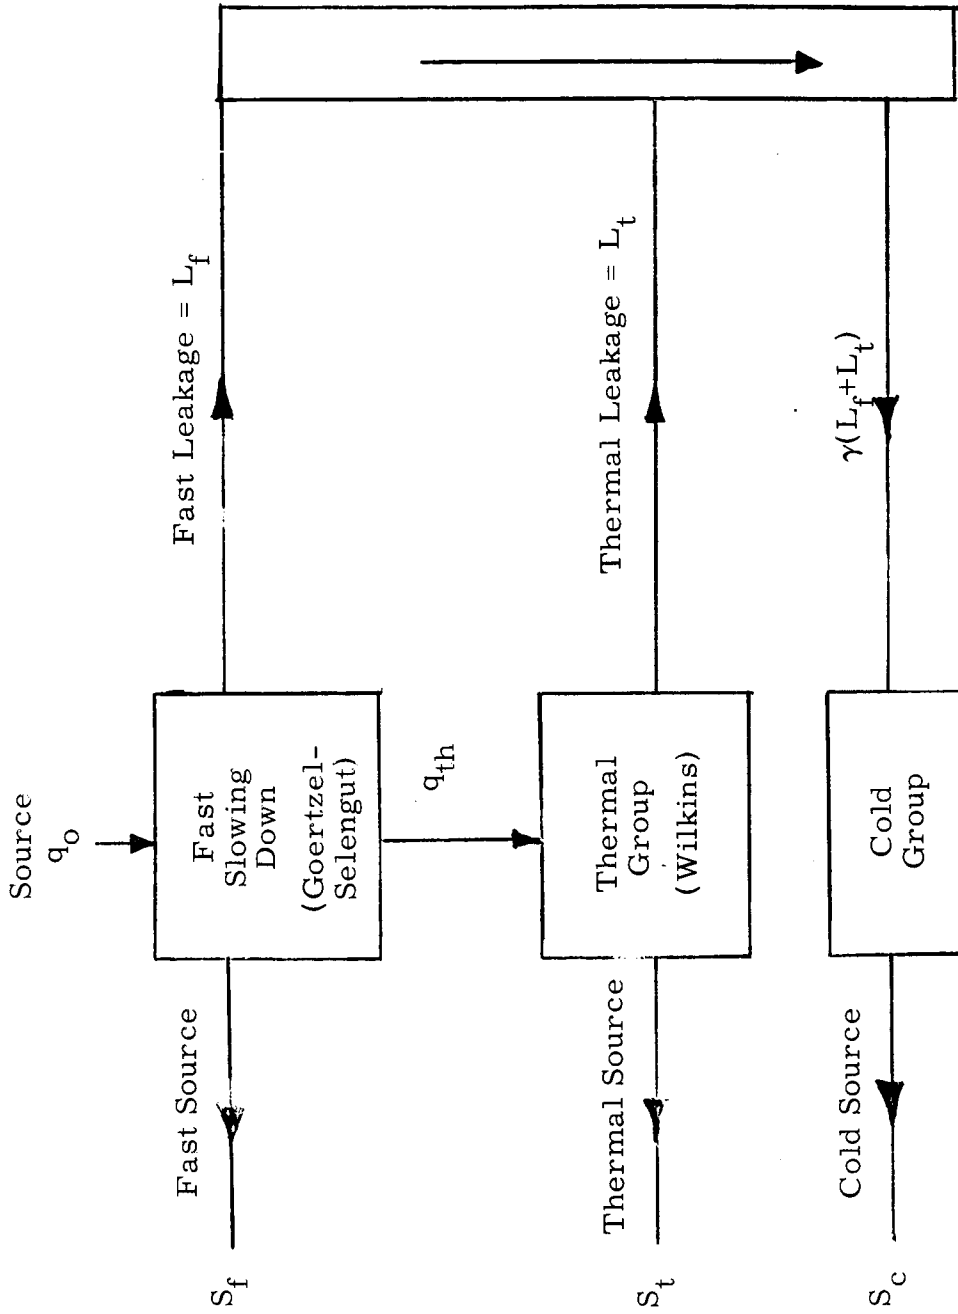 Source
q_o
Fast
Slowing
Down
(Goertzel-
Selengut)
Fast Leakage = L_f
Fast Source
S_f
q_th
Thermal
Group
(Wilkins)
Thermal Leakage = L_t
Thermal Source
S_t
γ(L_f+L_t)
Cold
Group
Cold Source
S_c